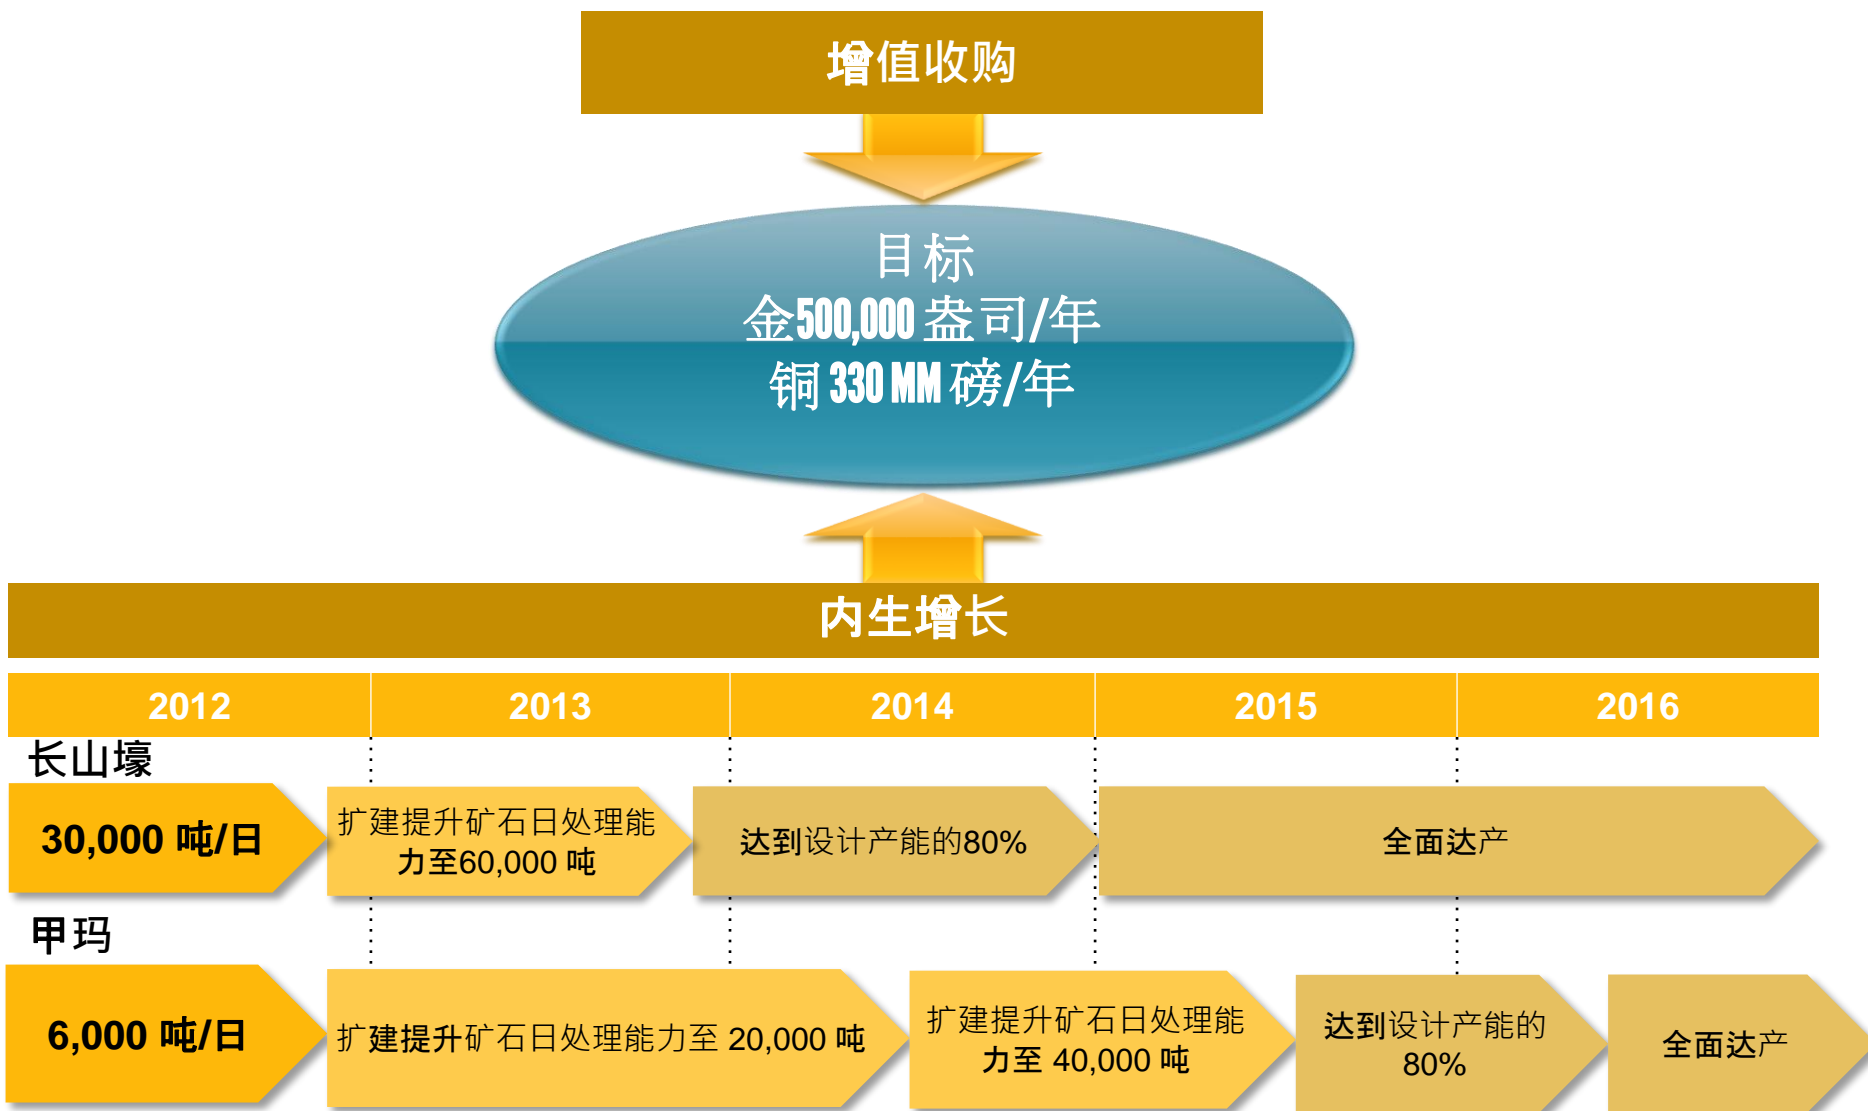 增值收购
目标
金500,000 盎司/年
铜 330 MM 磅/年
内生增长
2012 2013 2014 2015 2016
长山壕
30,000 吨/日
扩建提升矿石日处理能
力至60,000 吨
达到设计产能的80%
全面达产
甲玛
6,000 吨/日
扩建提升矿石日处理能力至 20,000 吨
扩建提升矿石日处理能
力至 40,000 吨
达到设计产能的
80%
全面达产